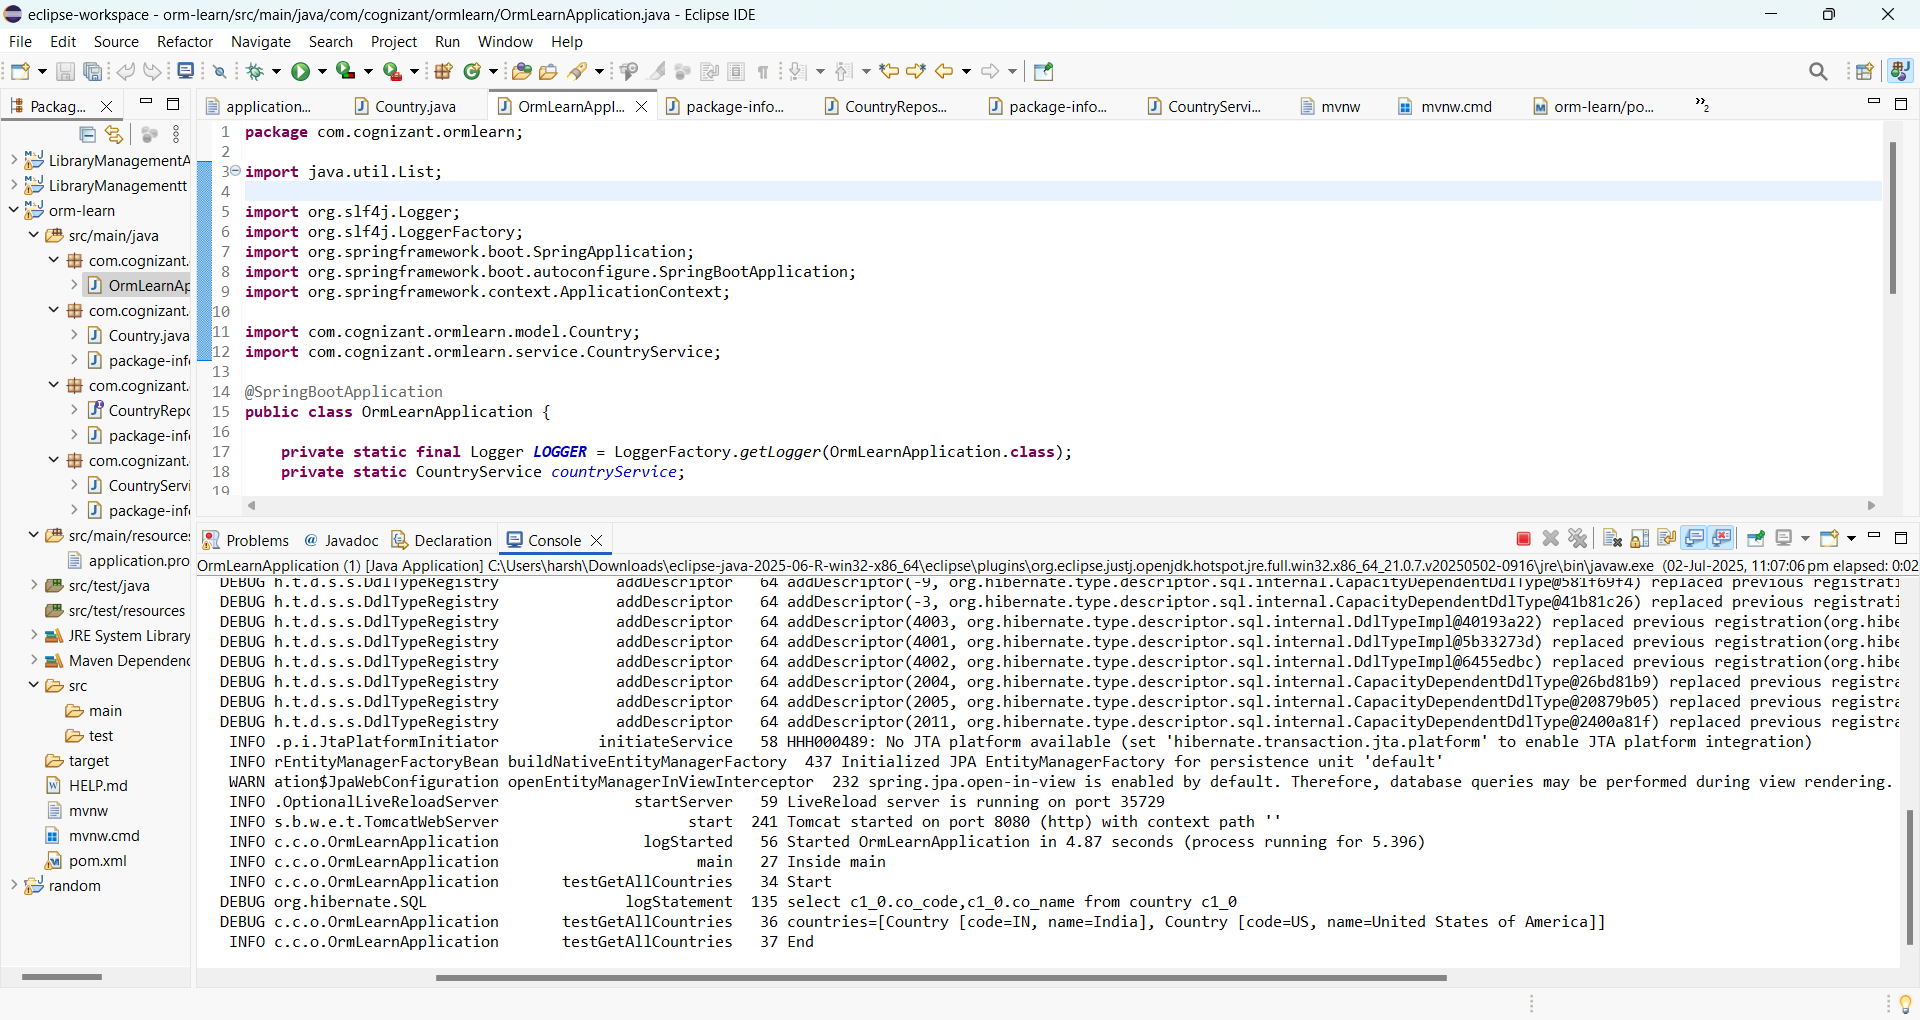 eclipse-workspace - orm-learn/src/main/java/com/cognizant/ormlearn/OrmLearnApplication.java - Eclipse IDE
File Edit Source Refactor Navigate Search Project Run Window Help
Packag...
application...
Country.java
OrmLearnAppl...
package-info...
CountryRepos...
package-info...
CountryServi...
mvnw
mvnw.cmd
orm-learn/po...
»2
LibraryManagementA
LibraryManagementt
orm-learn
src/main/java
com.cognizant.
OrmLearnAp
com.cognizant.
Country.java
package-inf
com.cognizant.
CountryRepo
package-inf
com.cognizant.
CountryServi
package-inf
src/main/resources
application.pro
src/test/java
src/test/resources
JRE System Library
Maven Dependenc
src
main
test
target
HELP.md
mvnw
mvnw.cmd
pom.xml
random
1 package com.cognizant.ormlearn;
2
3 import java.util.List;
4
5 import org.slf4j.Logger;
6 import org.slf4j.LoggerFactory;
7 import org.springframework.boot.SpringApplication;
8 import org.springframework.boot.autoconfigure.SpringBootApplication;
9 import org.springframework.context.ApplicationContext;
10
11 import com.cognizant.ormlearn.model.Country;
12 import com.cognizant.ormlearn.service.CountryService;
13
14 @SpringBootApplication
15 public class OrmLearnApplication {
16
17 private static final Logger LOGGER = LoggerFactory.getLogger(OrmLearnApplication.class);
18 private static CountryService countryService;
19
Problems @ Javadoc Declaration Console
OrmLearnApplication (1) [Java Application] C:\Users\harsh\Downloads\eclipse-java-2025-06-R-win32-x86_64\eclipse\plugins\org.eclipse.justj.openjdk.hotspot.jre.full.win32.x86_64_21.0.7.v20250502-0916\jre\bin\javaw.exe (02-Jul-2025, 11:07:06 pm elapsed: 0:02
DEBUG h.t.d.s.s.DdlTypeRegistry addDescriptor 64 addDescriptor(-9, org.hibernate.type.descriptor.sql.internal.CapacityDependentDdlType@581f69f4) replaced previous registrati
DEBUG h.t.d.s.s.DdlTypeRegistry addDescriptor 64 addDescriptor(-3, org.hibernate.type.descriptor.sql.internal.CapacityDependentDdlType@41b81c26) replaced previous registrati
DEBUG h.t.d.s.s.DdlTypeRegistry addDescriptor 64 addDescriptor(4003, org.hibernate.type.descriptor.sql.internal.DdlTypeImpl@40193a22) replaced previous registration(org.hibe
DEBUG h.t.d.s.s.DdlTypeRegistry addDescriptor 64 addDescriptor(4001, org.hibernate.type.descriptor.sql.internal.DdlTypeImpl@5b33273d) replaced previous registration(org.hibe
DEBUG h.t.d.s.s.DdlTypeRegistry addDescriptor 64 addDescriptor(4002, org.hibernate.type.descriptor.sql.internal.DdlTypeImpl@6455edbc) replaced previous registration(org.hibe
DEBUG h.t.d.s.s.DdlTypeRegistry addDescriptor 64 addDescriptor(2004, org.hibernate.type.descriptor.sql.internal.CapacityDependentDdlType@26bd81b9) replaced previous registra
DEBUG h.t.d.s.s.DdlTypeRegistry addDescriptor 64 addDescriptor(2005, org.hibernate.type.descriptor.sql.internal.CapacityDependentDdlType@20879b05) replaced previous registra
DEBUG h.t.d.s.s.DdlTypeRegistry addDescriptor 64 addDescriptor(2011, org.hibernate.type.descriptor.sql.internal.CapacityDependentDdlType@2400a81f) replaced previous registra
INFO .p.i.JtaPlatformInitiator initiateService 58 HHH000489: No JTA platform available (set 'hibernate.transaction.jta.platform' to enable JTA platform integration)
INFO rEntityManagerFactoryBean buildNativeEntityManagerFactory 437 Initialized JPA EntityManagerFactory for persistence unit 'default'
WARN ation$JpaWebConfiguration openEntityManagerInViewInterceptor 232 spring.jpa.open-in-view is enabled by default. Therefore, database queries may be performed during view rendering.
INFO .OptionalLiveReloadServer startServer 59 LiveReload server is running on port 35729
INFO s.b.w.e.t.TomcatWebServer start 241 Tomcat started on port 8080 (http) with context path ''
INFO c.c.o.OrmLearnApplication logStarted 56 Started OrmLearnApplication in 4.87 seconds (process running for 5.396)
INFO c.c.o.OrmLearnApplication main 27 Inside main
INFO c.c.o.OrmLearnApplication testGetAllCountries 34 Start
DEBUG org.hibernate.SQL logStatement 135 select c1_0.co_code,c1_0.co_name from country c1_0
DEBUG c.c.o.OrmLearnApplication testGetAllCountries 36 countries=[Country [code=IN, name=India], Country [code=US, name=United States of America]]
INFO c.c.o.OrmLearnApplication testGetAllCountries 37 End